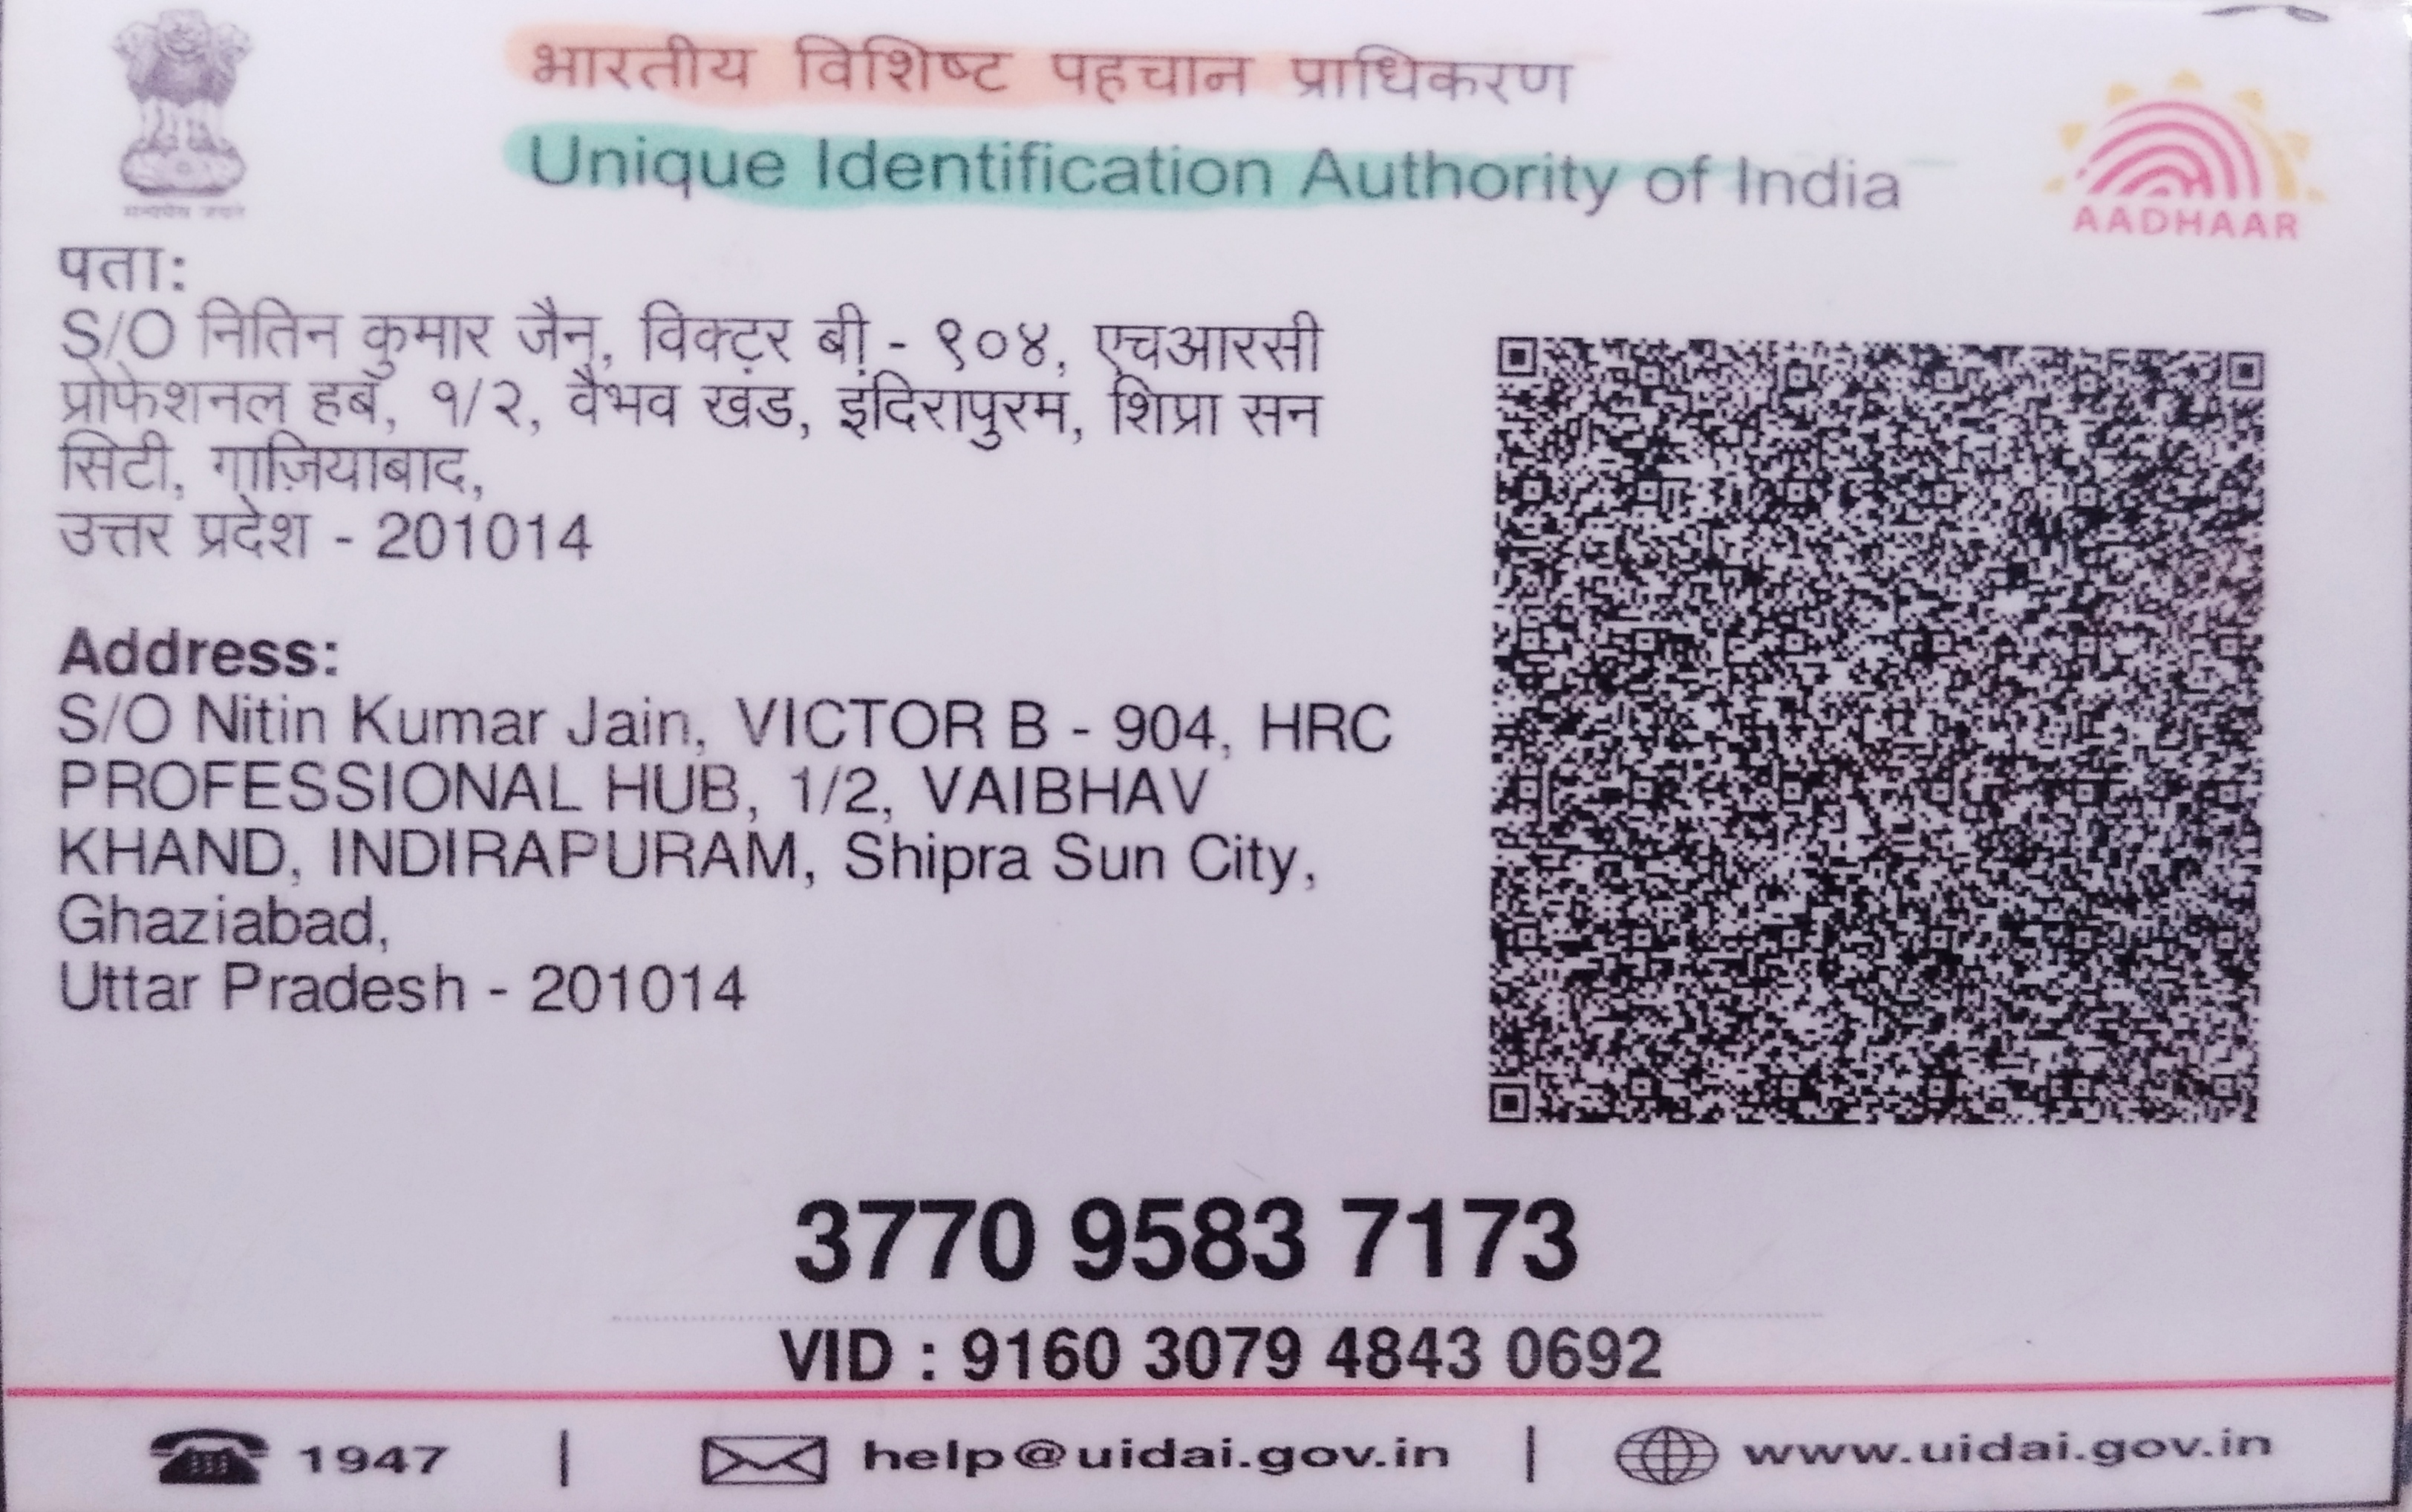 भारतीय विशिष्ट पहचान प्राधिकरण
Unique Identification Authority of India
सत्यमेव जयते
AADHAAR
पता:
S/O नितिन कुमार जैन, विक्टर बी - ९०४, एचआरसी
प्रोफेशनल हब, १/२, वैभव खंड, इंदिरापुरम, शिप्रा सन
सिटी, गाज़ियाबाद,
उत्तर प्रदेश - 201014
Address:
S/O Nitin Kumar Jain, VICTOR B - 904, HRC
PROFESSIONAL HUB, 1/2, VAIBHAV
KHAND, INDIRAPURAM, Shipra Sun City,
Ghaziabad,
Uttar Pradesh - 201014
3770 9583 7173
VID : 9160 3079 4843 0692
1947 | help@uidai.gov.in | www.uidai.gov.in